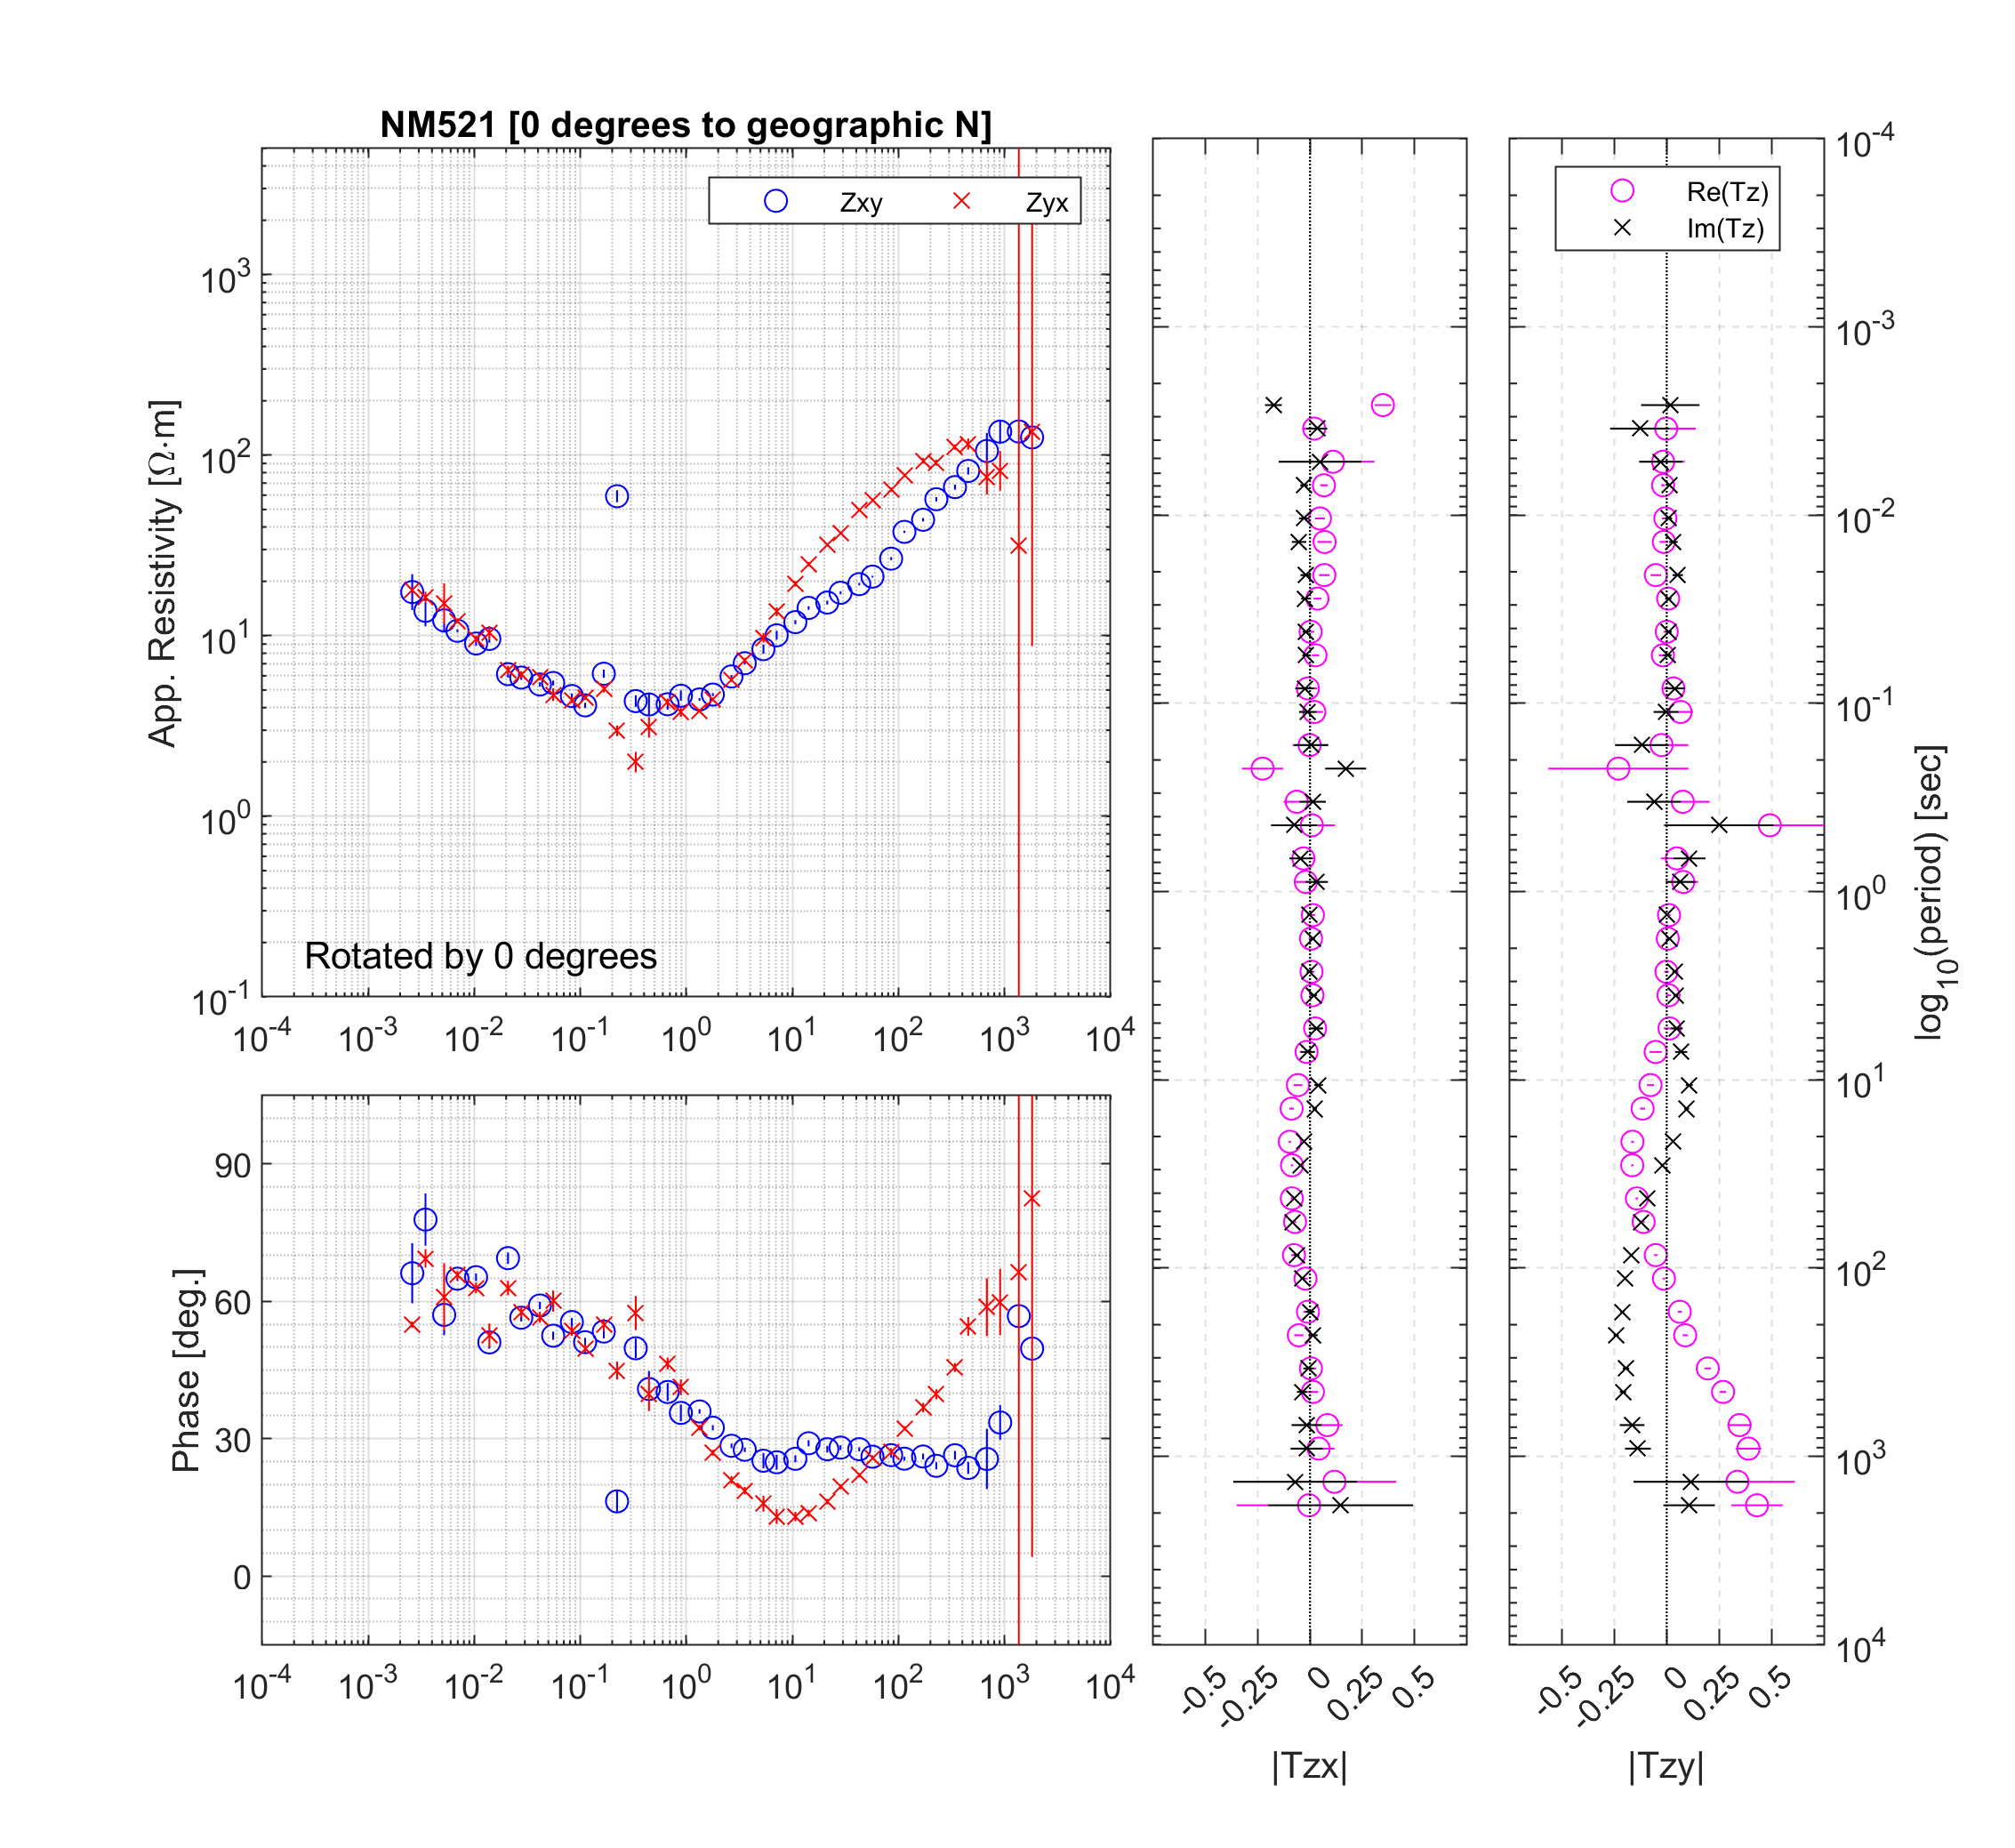 NM521 [0 degrees to geographic N]
Zxy Zyx
App. Resistivity [Ω·m]
10^3
10^2
10^1
10^0
10^-1
Rotated by 0 degrees
10^-4 10^-3 10^-2 10^-1 10^0 10^1 10^2 10^3 10^4
Phase [deg.]
90
60
30
0
10^-4 10^-3 10^-2 10^-1 10^0 10^1 10^2 10^3 10^4
-0.5 -0.25 0 0.25 0.5
|Tzx|
Re(Tz)
Im(Tz)
10^-4
10^-3
10^-2
10^-1
10^0
10^1
10^2
10^3
10^4
log10(period) [sec]
-0.5 -0.25 0 0.25 0.5
|Tzy|